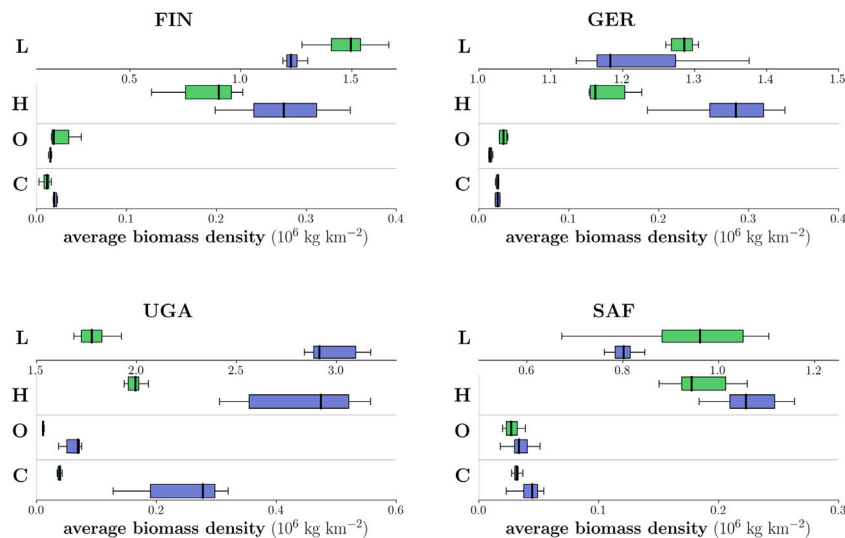 FIN
L
0.5 1.0 1.5
H
O
C
0.0 0.1 0.2 0.3 0.4
average biomass density (10⁶ kg km⁻²)
GER
L
1.0 1.1 1.2 1.3 1.4 1.5
H
O
C
0.0 0.1 0.2 0.3 0.4
average biomass density (10⁶ kg km⁻²)
UGA
L
1.5 2.0 2.5 3.0
H
O
C
0.0 0.2 0.4 0.6
average biomass density (10⁶ kg km⁻²)
SAF
L
0.6 0.8 1.0 1.2
H
O
C
0.0 0.1 0.2 0.3
average biomass density (10⁶ kg km⁻²)